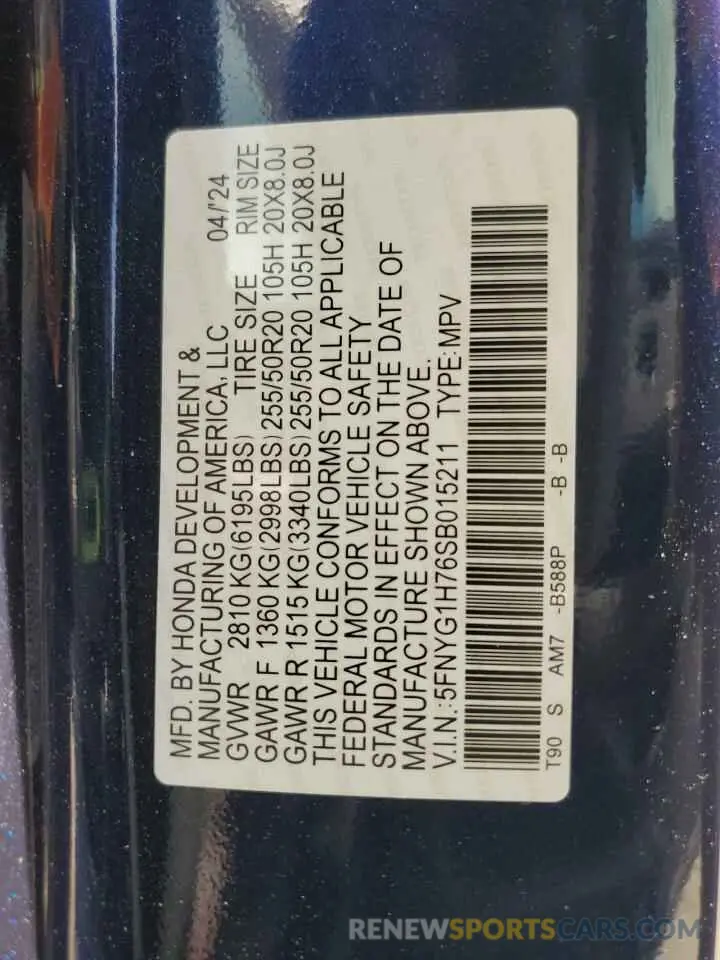 MFD. BY HONDA DEVELOPMENT &
MANUFACTURING OF AMERICA, LLC 04/'24
GVWR 2810 KG(6195LBS) TIRE SIZE RIM SIZE
GAWR F 1360 KG(2998LBS) 255/50R20 105H 20X8.0J
GAWR R 1515 KG(3340LBS) 255/50R20 105H 20X8.0J
THIS VEHICLE CONFORMS TO ALL APPLICABLE
FEDERAL MOTOR VEHICLE SAFETY
STANDARDS IN EFFECT ON THE DATE OF
MANUFACTURE SHOWN ABOVE.
V.I.N.:5FNYG1H76SB015211 TYPE:MPV
T90 S AM7 -B588P -B -B
RENEWSPORTSCARS.COM